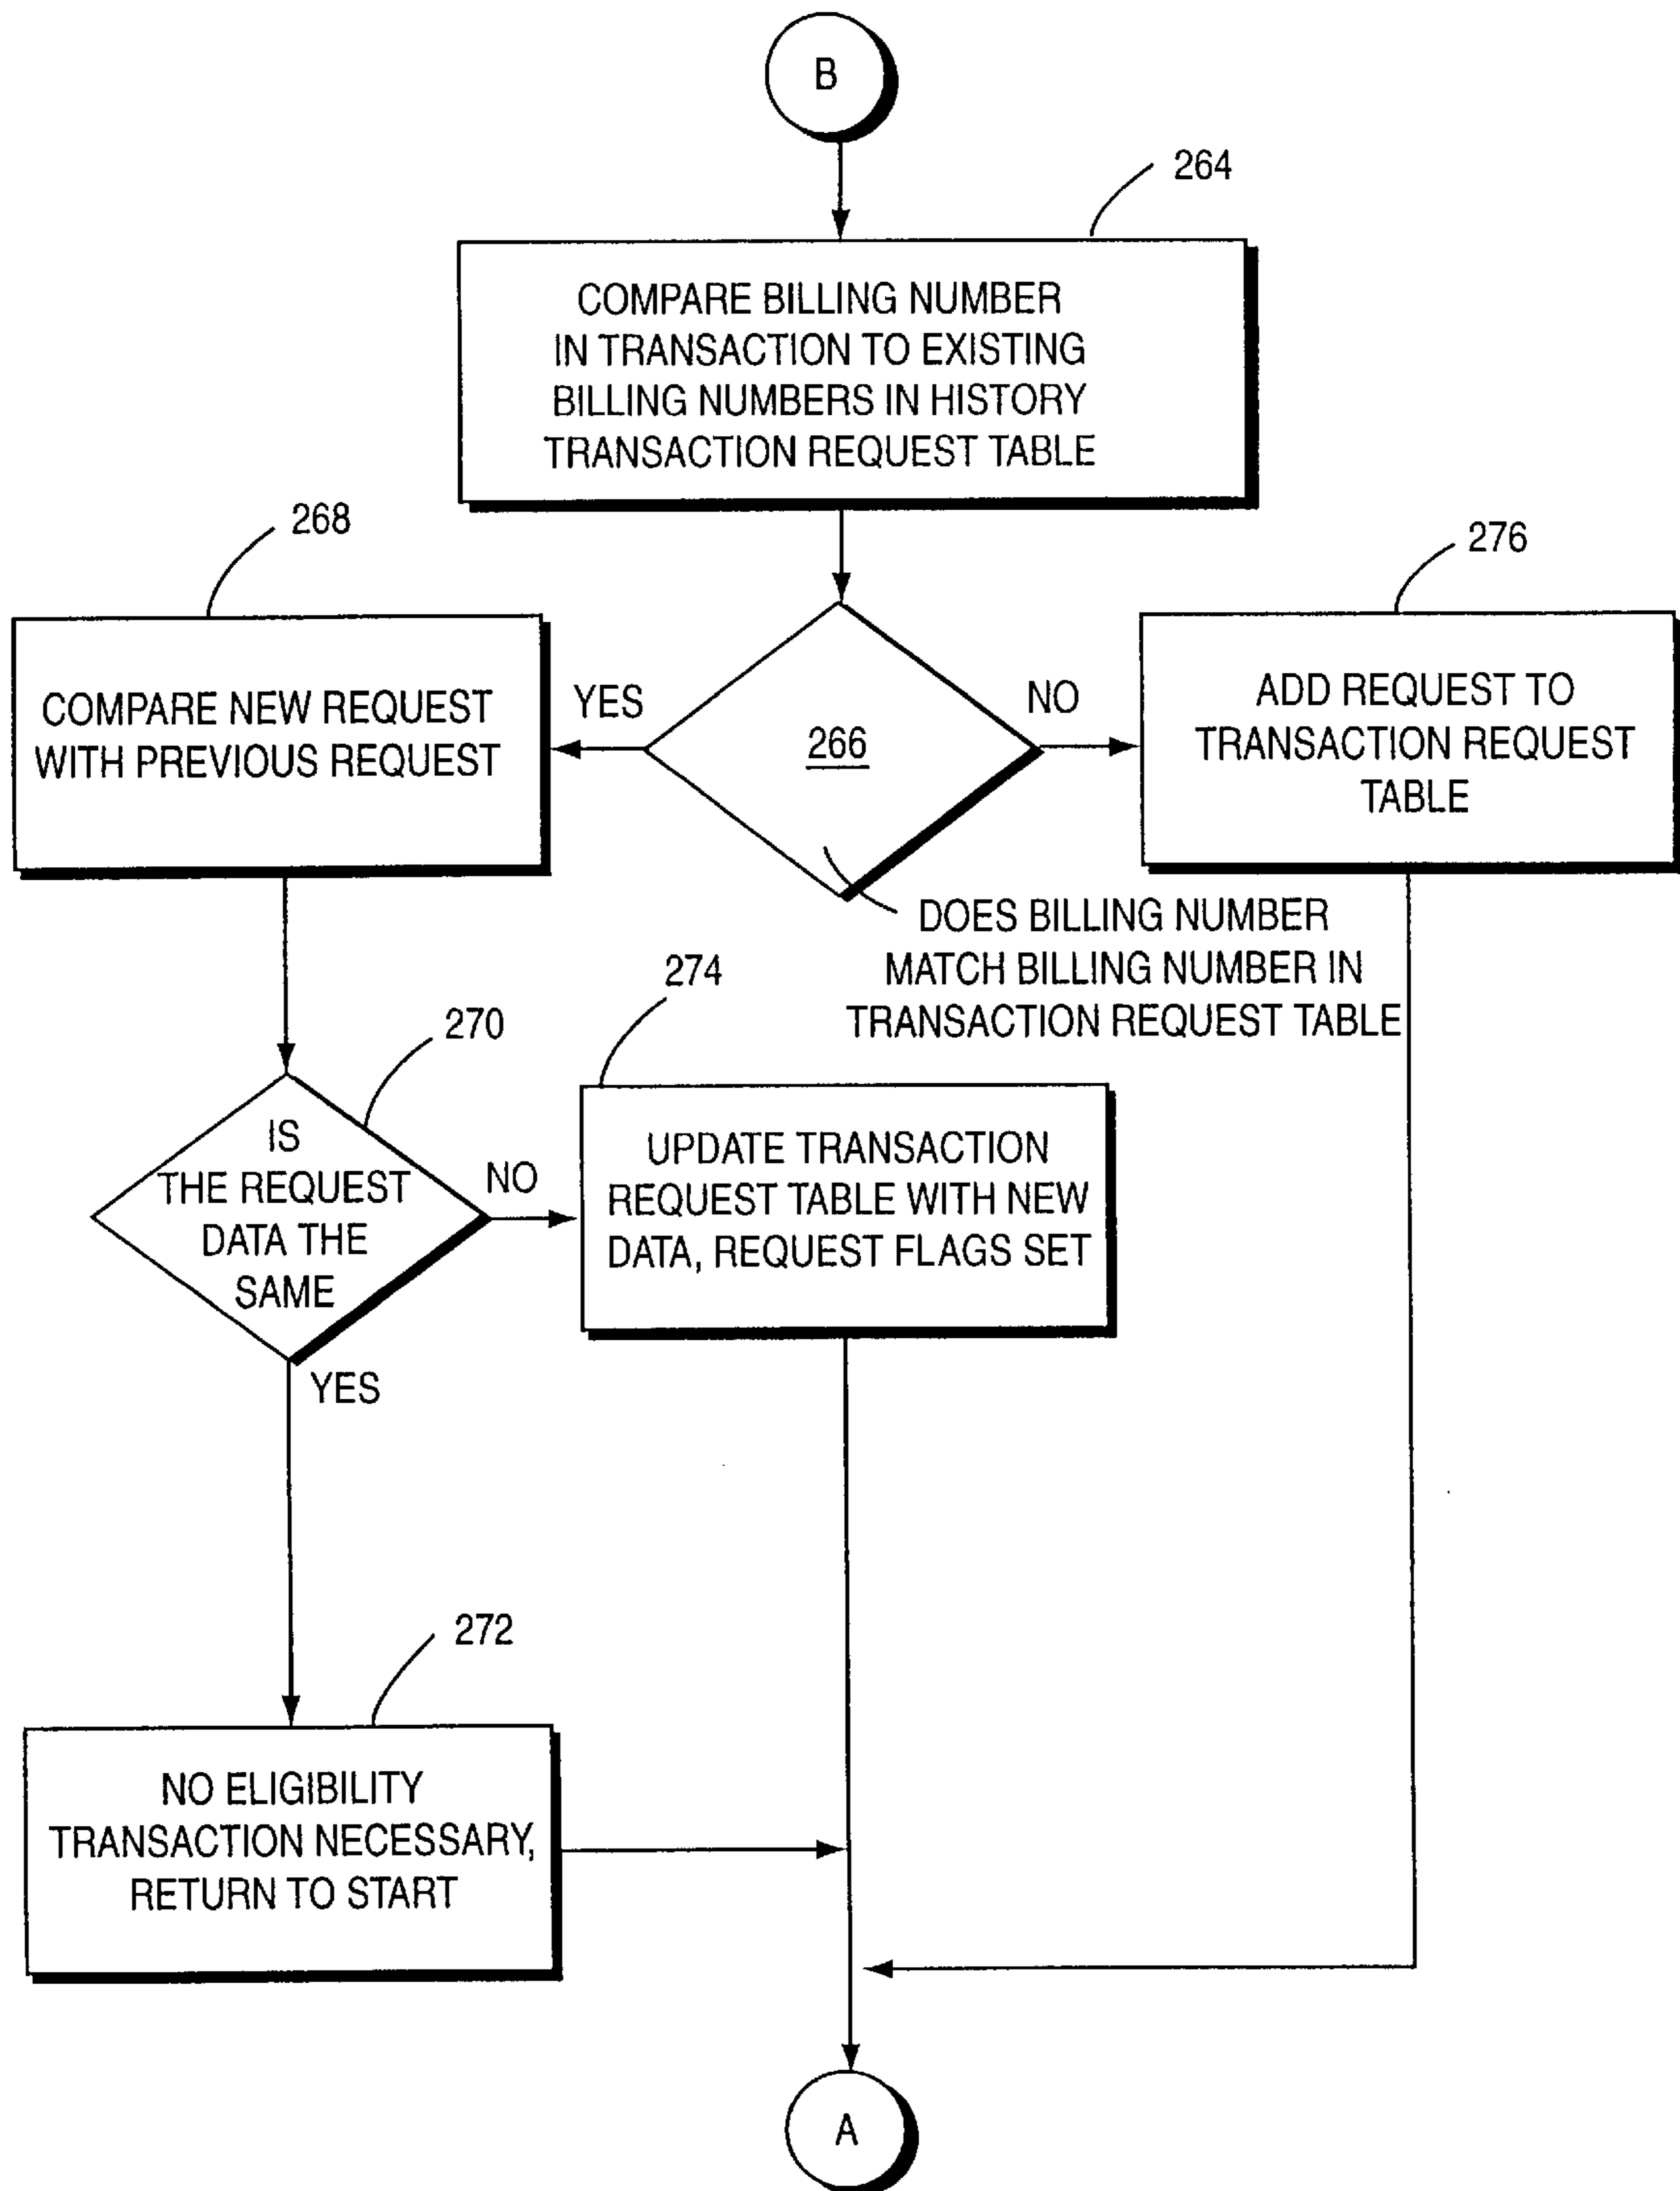 B
264
COMPARE BILLING NUMBER
IN TRANSACTION TO EXISTING
BILLING NUMBERS IN HISTORY
TRANSACTION REQUEST TABLE
268
276
COMPARE NEW REQUEST
WITH PREVIOUS REQUEST
YES
266
NO
ADD REQUEST TO
TRANSACTION REQUEST
TABLE
DOES BILLING NUMBER
MATCH BILLING NUMBER IN
TRANSACTION REQUEST TABLE
274
270
IS
THE REQUEST
DATA THE
SAME
NO
UPDATE TRANSACTION
REQUEST TABLE WITH NEW
DATA, REQUEST FLAGS SET
YES
272
NO ELIGIBILITY
TRANSACTION NECESSARY,
RETURN TO START
A